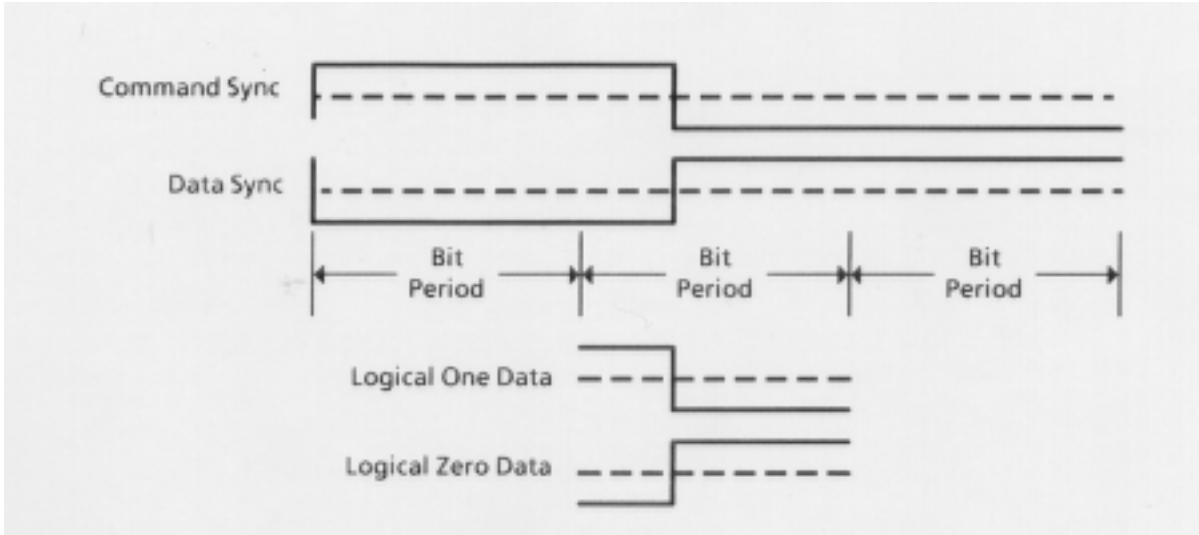 Command Sync
Data Sync
Bit
Period
Bit
Period
Bit
Period
Logical One Data
Logical Zero Data